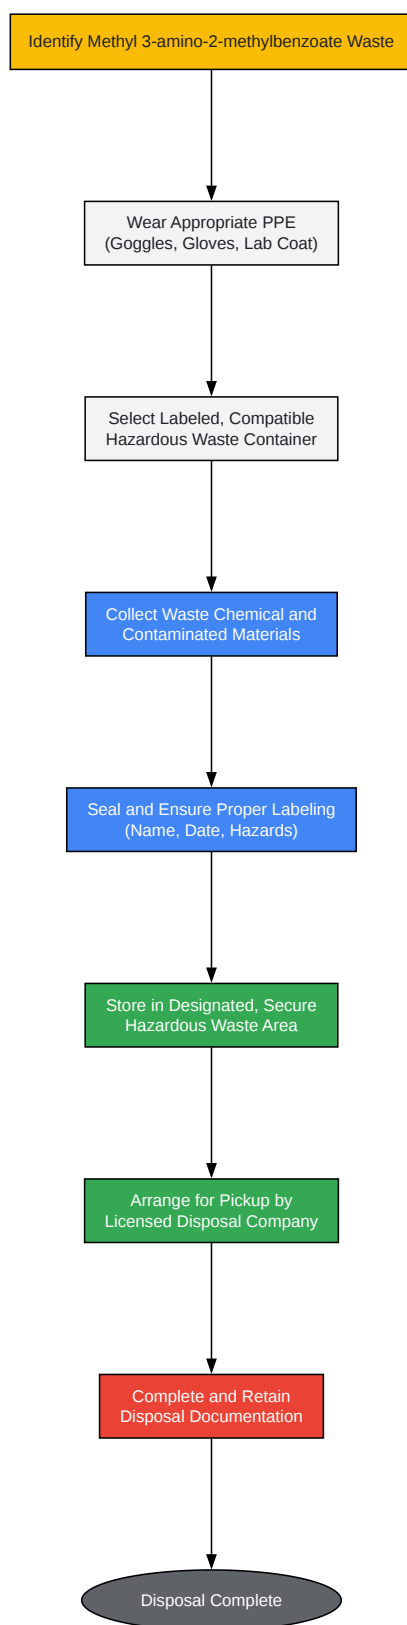 Identify Methyl 3-amino-2-methylbenzoate Waste
Wear Appropriate PPE
(Goggles, Gloves, Lab Coat)
Select Labeled, Compatible
Hazardous Waste Container
Collect Waste Chemical and
Contaminated Materials
Seal and Ensure Proper Labeling
(Name, Date, Hazards)
Store in Designated, Secure
Hazardous Waste Area
Arrange for Pickup by
Licensed Disposal Company
Complete and Retain
Disposal Documentation
Disposal Complete